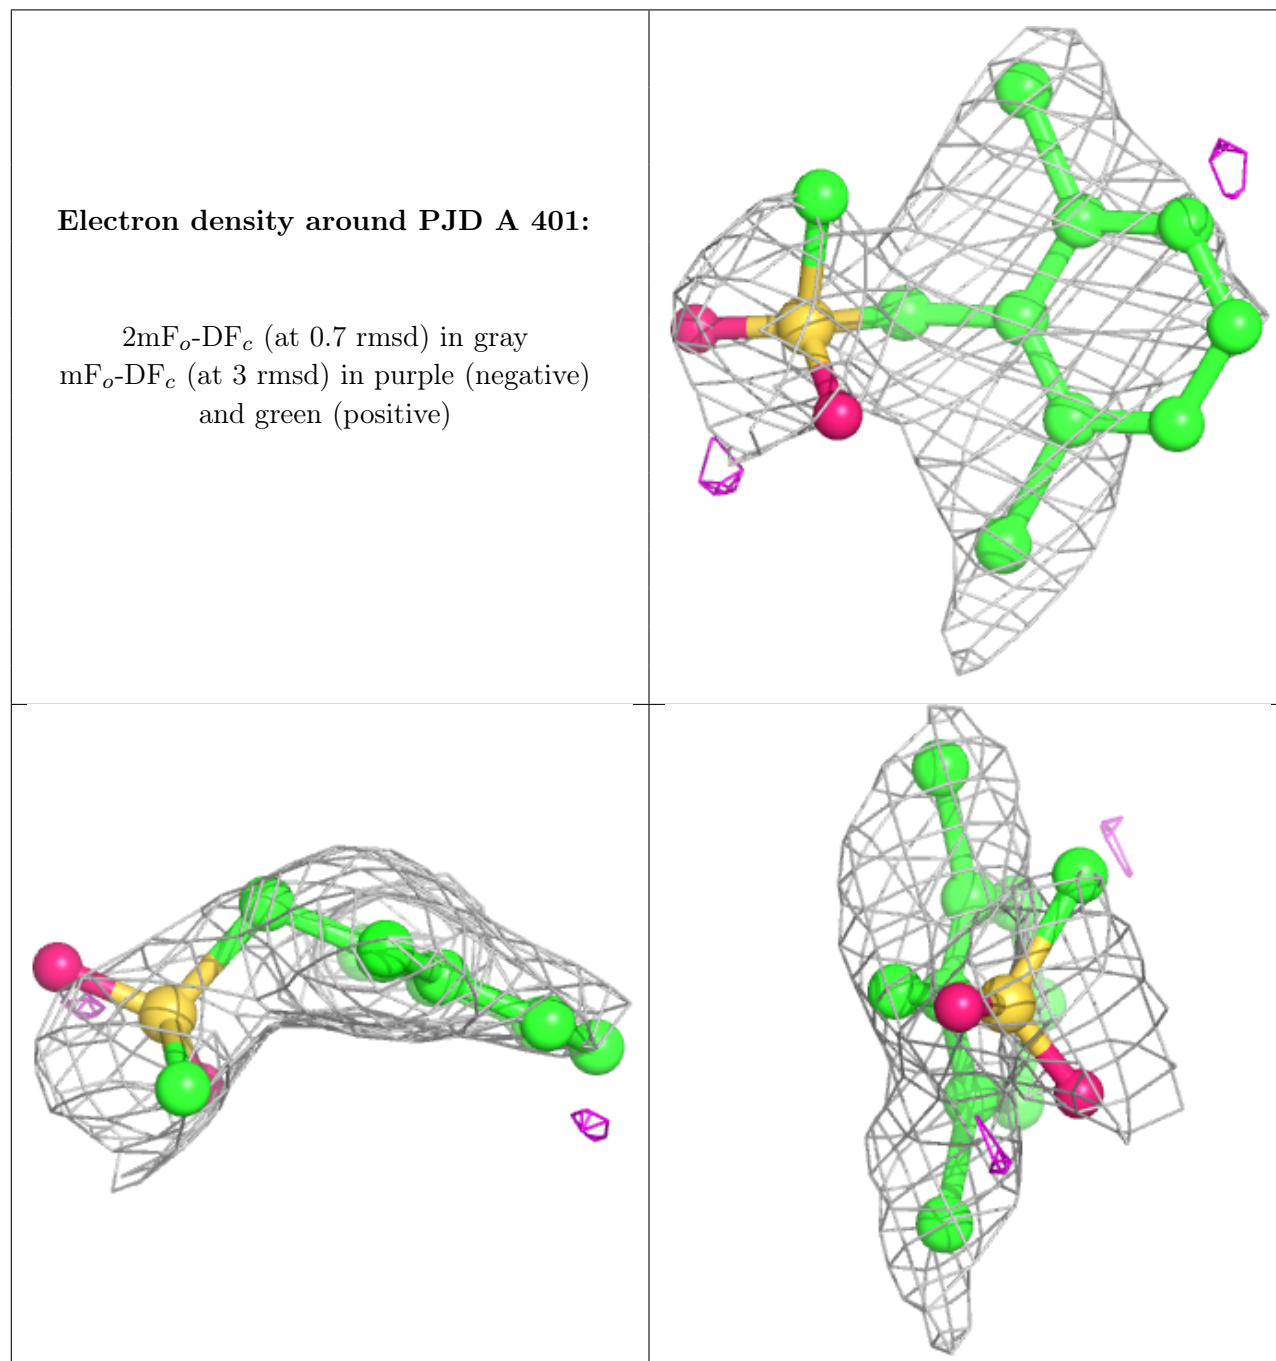 Electron density around PJD A 401:
2mFo-DFc (at 0.7 rmsd) in gray
mFo-DFc (at 3 rmsd) in purple (negative)
and green (positive)